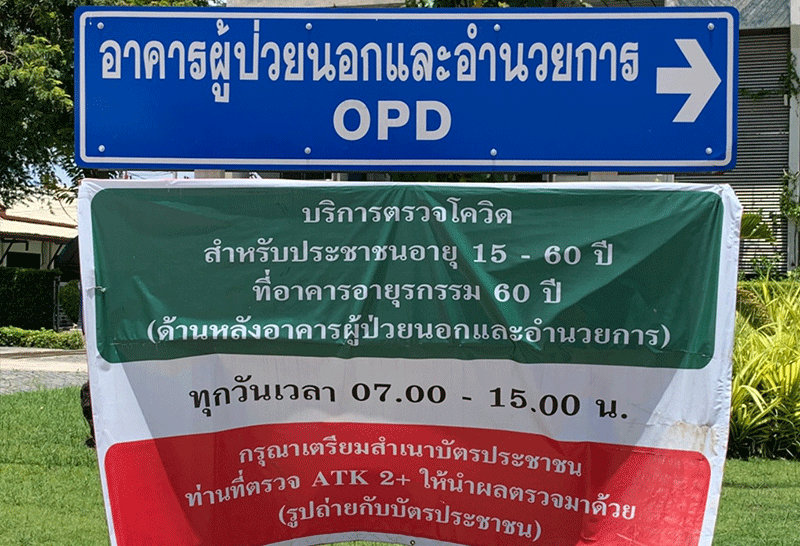 อาคารผู้ป่วยนอกและอำนวยการ
OPD
บริการตรวจโควิด
สำหรับประชาชนอายุ 15 - 60 ปี
ที่อาคารอายุรกรรม 60 ปี
(ด้านหลังอาคารผู้ป่วยนอกและอำนวยการ)
ทุกวันเวลา 07.00 - 15.00 น.
กรุณาเตรียมสำเนาบัตรประชาชน
ท่านที่ตรวจ ATK 2+ ให้นำผลตรวจมาด้วย
(รูปถ่ายกับบัตรประชาชน)